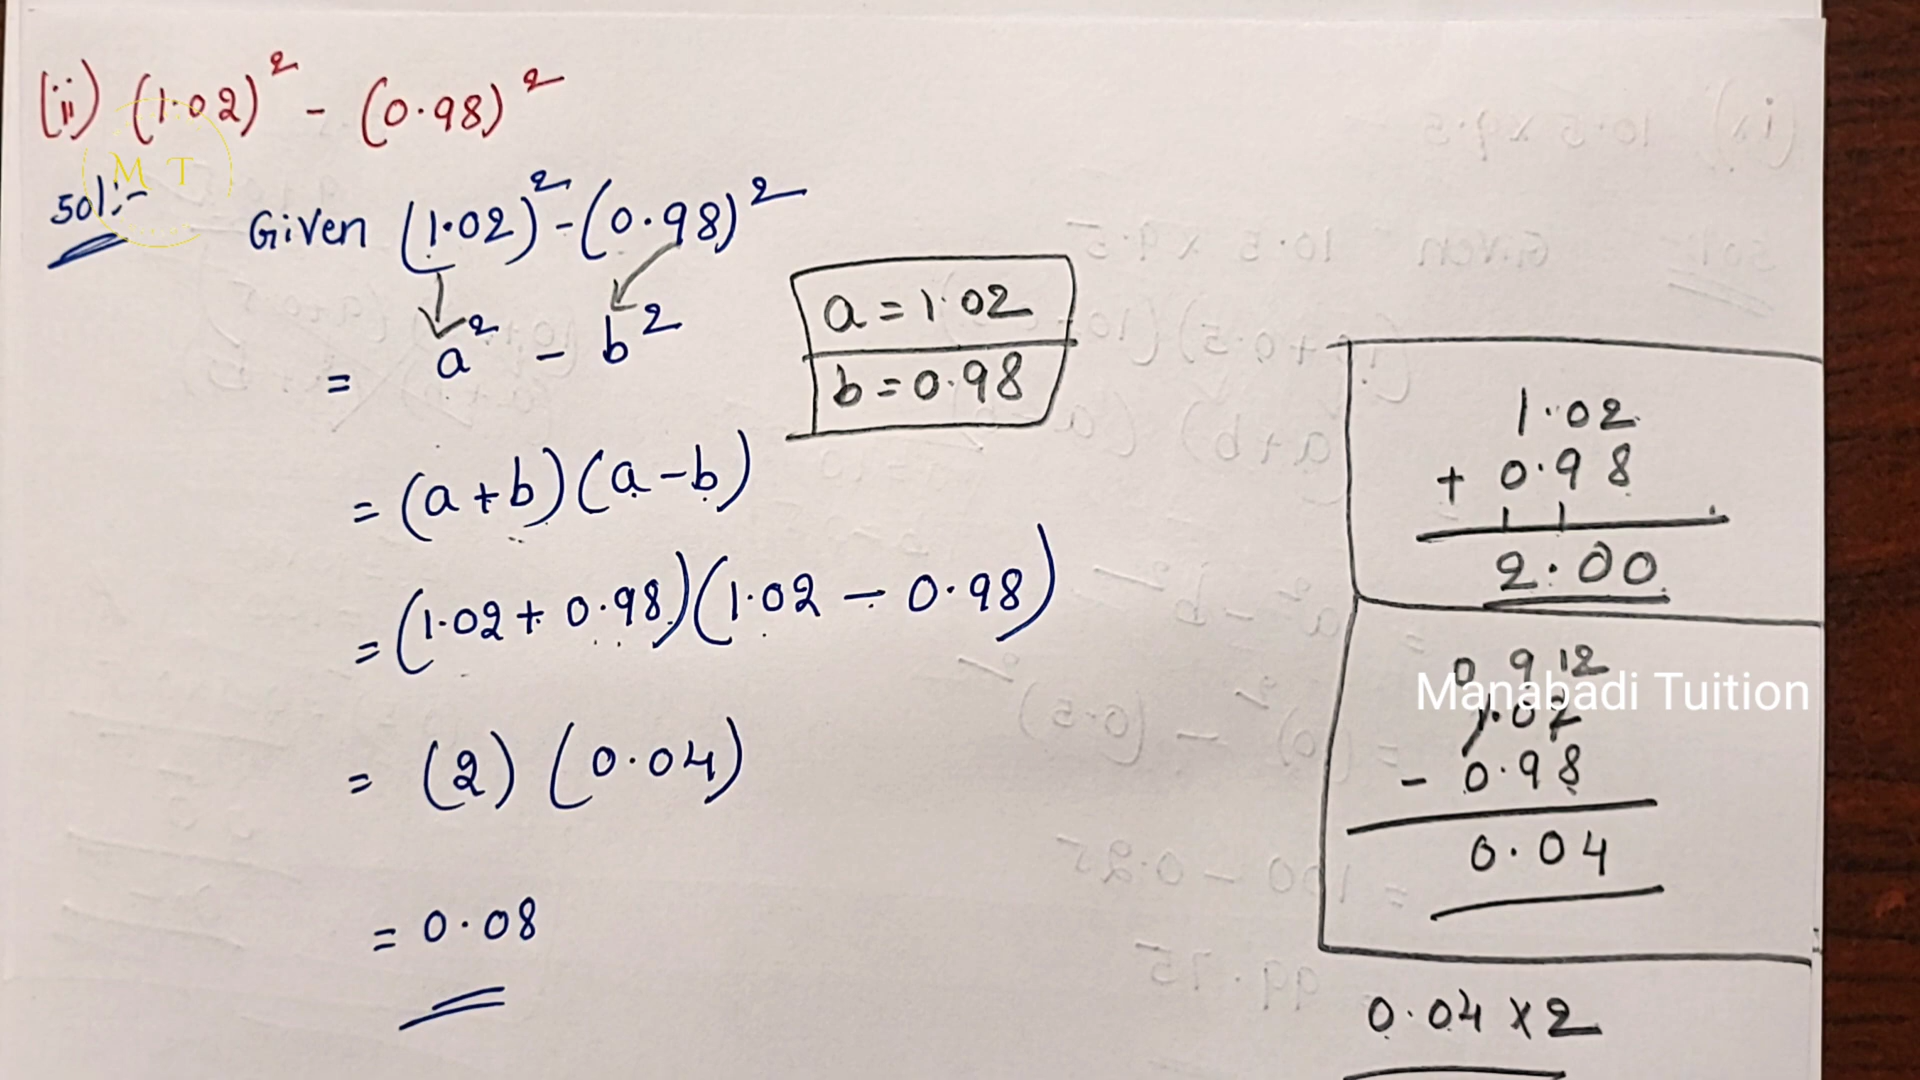 (ii) (1.02)² - (0.98)²
M T
Sol:-
Given (1.02)² - (0.98)²
= a² - b²
a = 1.02
b = 0.98
= (a+b)(a-b)
= (1.02 + 0.98)(1.02 - 0.98)
= (2) (0.04)
= 0.08
1.02
+ 0.98
1 1
2.00
0 9 12
Manabadi Tuition
1.02
- 0.98
0.04
0.04 × 2